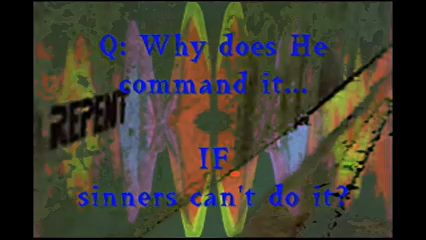 Q: Why does He
command it...
REPENT
IF
sinners can't do it?